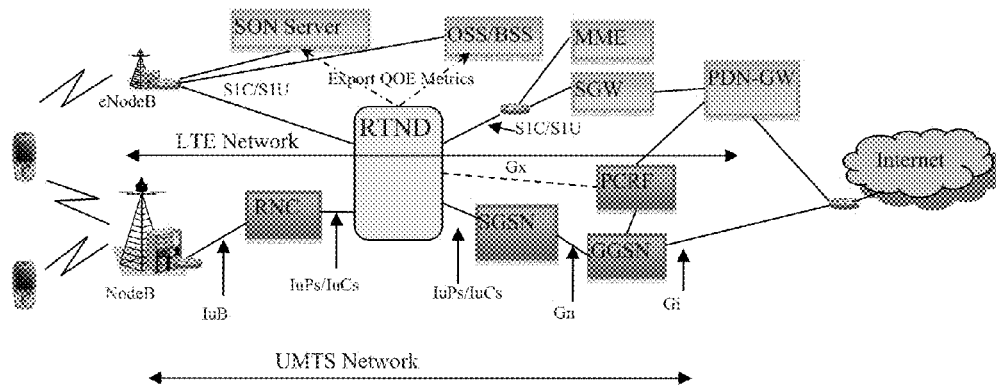 SON Server
OSS/BSS
MME
Export QOE Metrics
SGW
PDN-GW
eNodeB
S1C/S1U
RTND
S1C/S1U
LTE Network
Internet
Gx
PCRF
RNC
SGSN
GGSN
NodeB
IuPs/IuCs
IuPs/IuCs
IuB
Gn
Gi
UMTS Network